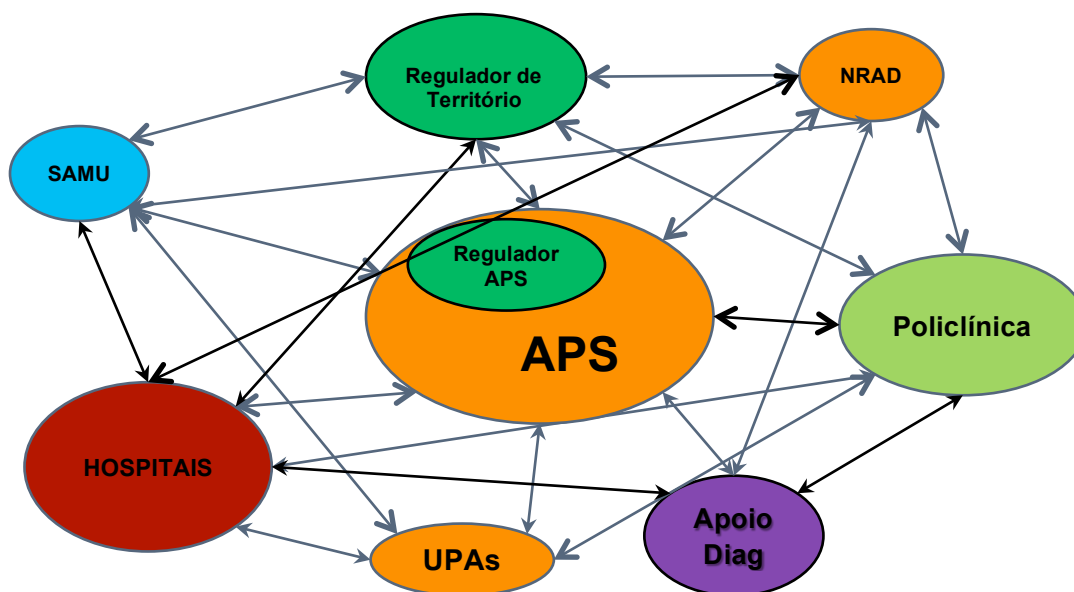 Regulador de
Território
NRAD
SAMU
Regulador
APS
APS
Policlínica
HOSPITAIS
Apoio
Diag
UPAs